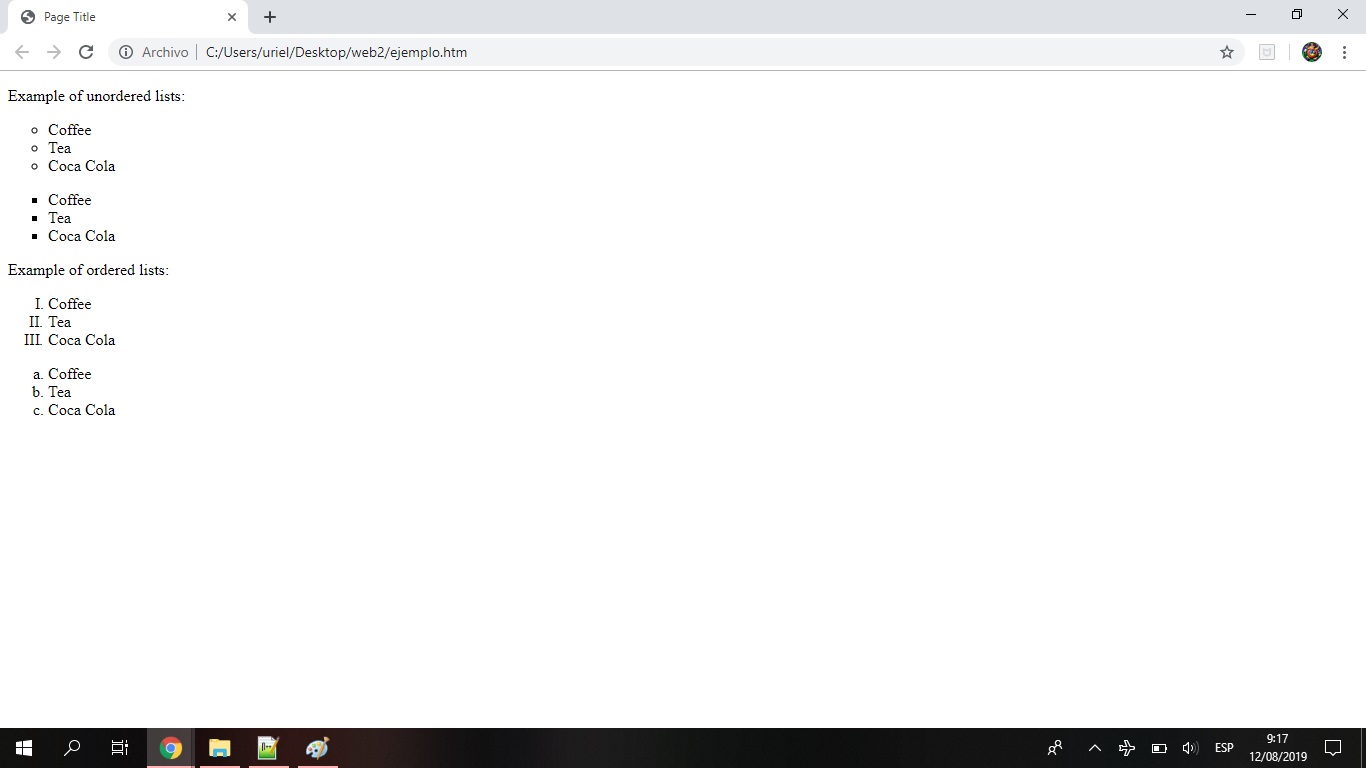 Page Title
Archivo C:/Users/uriel/Desktop/web2/ejemplo.htm
Example of unordered lists:
Coffee
Tea
Coca Cola
Coffee
Tea
Coca Cola
Example of ordered lists:
I. Coffee
II. Tea
III. Coca Cola
a. Coffee
b. Tea
c. Coca Cola
ESP
9:17
12/08/2019